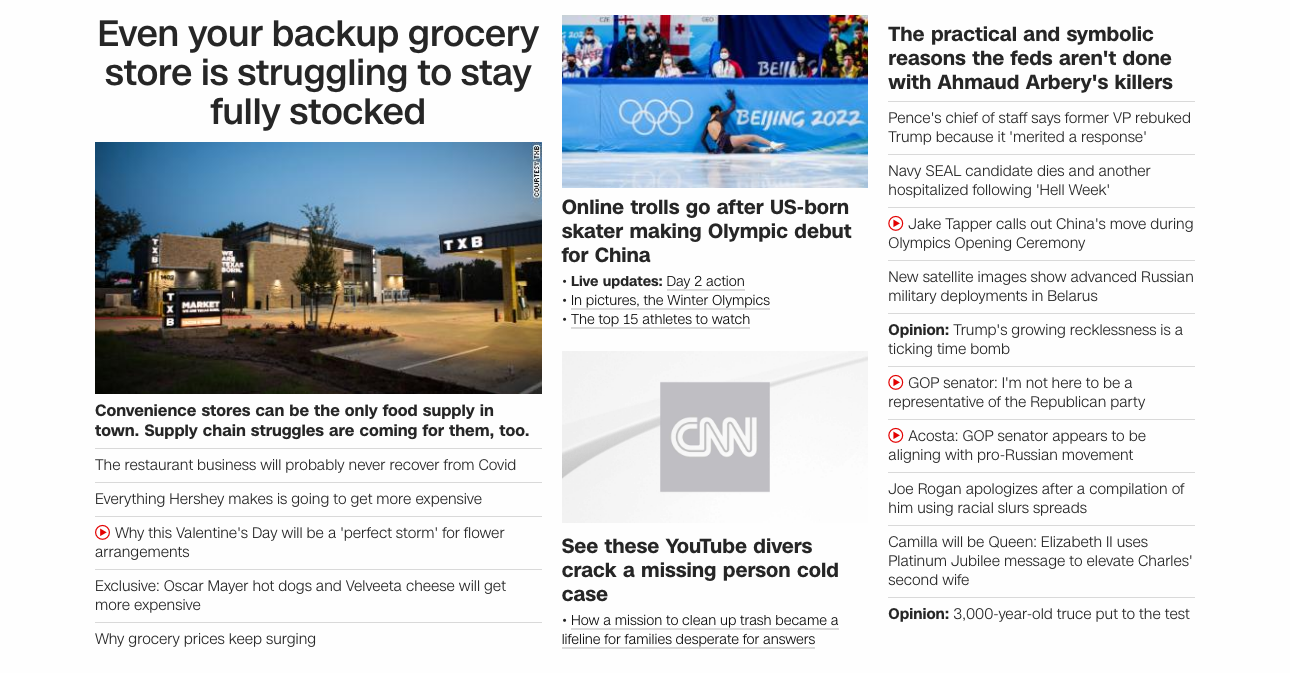 Even your backup grocery
store is struggling to stay
fully stocked
COURTESY TXB
TXB
WE
ARE
TEXAS
BORN.
TXB
1402
TXB
MARKET
TXB
Convenience stores can be the only food supply in
town. Supply chain struggles are coming for them, too.
The restaurant business will probably never recover from Covid
Everything Hershey makes is going to get more expensive
Why this Valentine's Day will be a 'perfect storm' for flower
arrangements
Exclusive: Oscar Mayer hot dogs and Velveeta cheese will get
more expensive
Why grocery prices keep surging
CZE
GEO
BEIJI
BEIJING 2022
Online trolls go after US-born
skater making Olympic debut
for China
• Live updates: Day 2 action
• In pictures, the Winter Olympics
• The top 15 athletes to watch
CNN
See these YouTube divers
crack a missing person cold
case
• How a mission to clean up trash became a
lifeline for families desperate for answers
The practical and symbolic
reasons the feds aren't done
with Ahmaud Arbery's killers
Pence's chief of staff says former VP rebuked
Trump because it 'merited a response'
Navy SEAL candidate dies and another
hospitalized following 'Hell Week'
Jake Tapper calls out China's move during
Olympics Opening Ceremony
New satellite images show advanced Russian
military deployments in Belarus
Opinion: Trump's growing recklessness is a
ticking time bomb
GOP senator: I'm not here to be a
representative of the Republican party
Acosta: GOP senator appears to be
aligning with pro-Russian movement
Joe Rogan apologizes after a compilation of
him using racial slurs spreads
Camilla will be Queen: Elizabeth II uses
Platinum Jubilee message to elevate Charles'
second wife
Opinion: 3,000-year-old truce put to the test